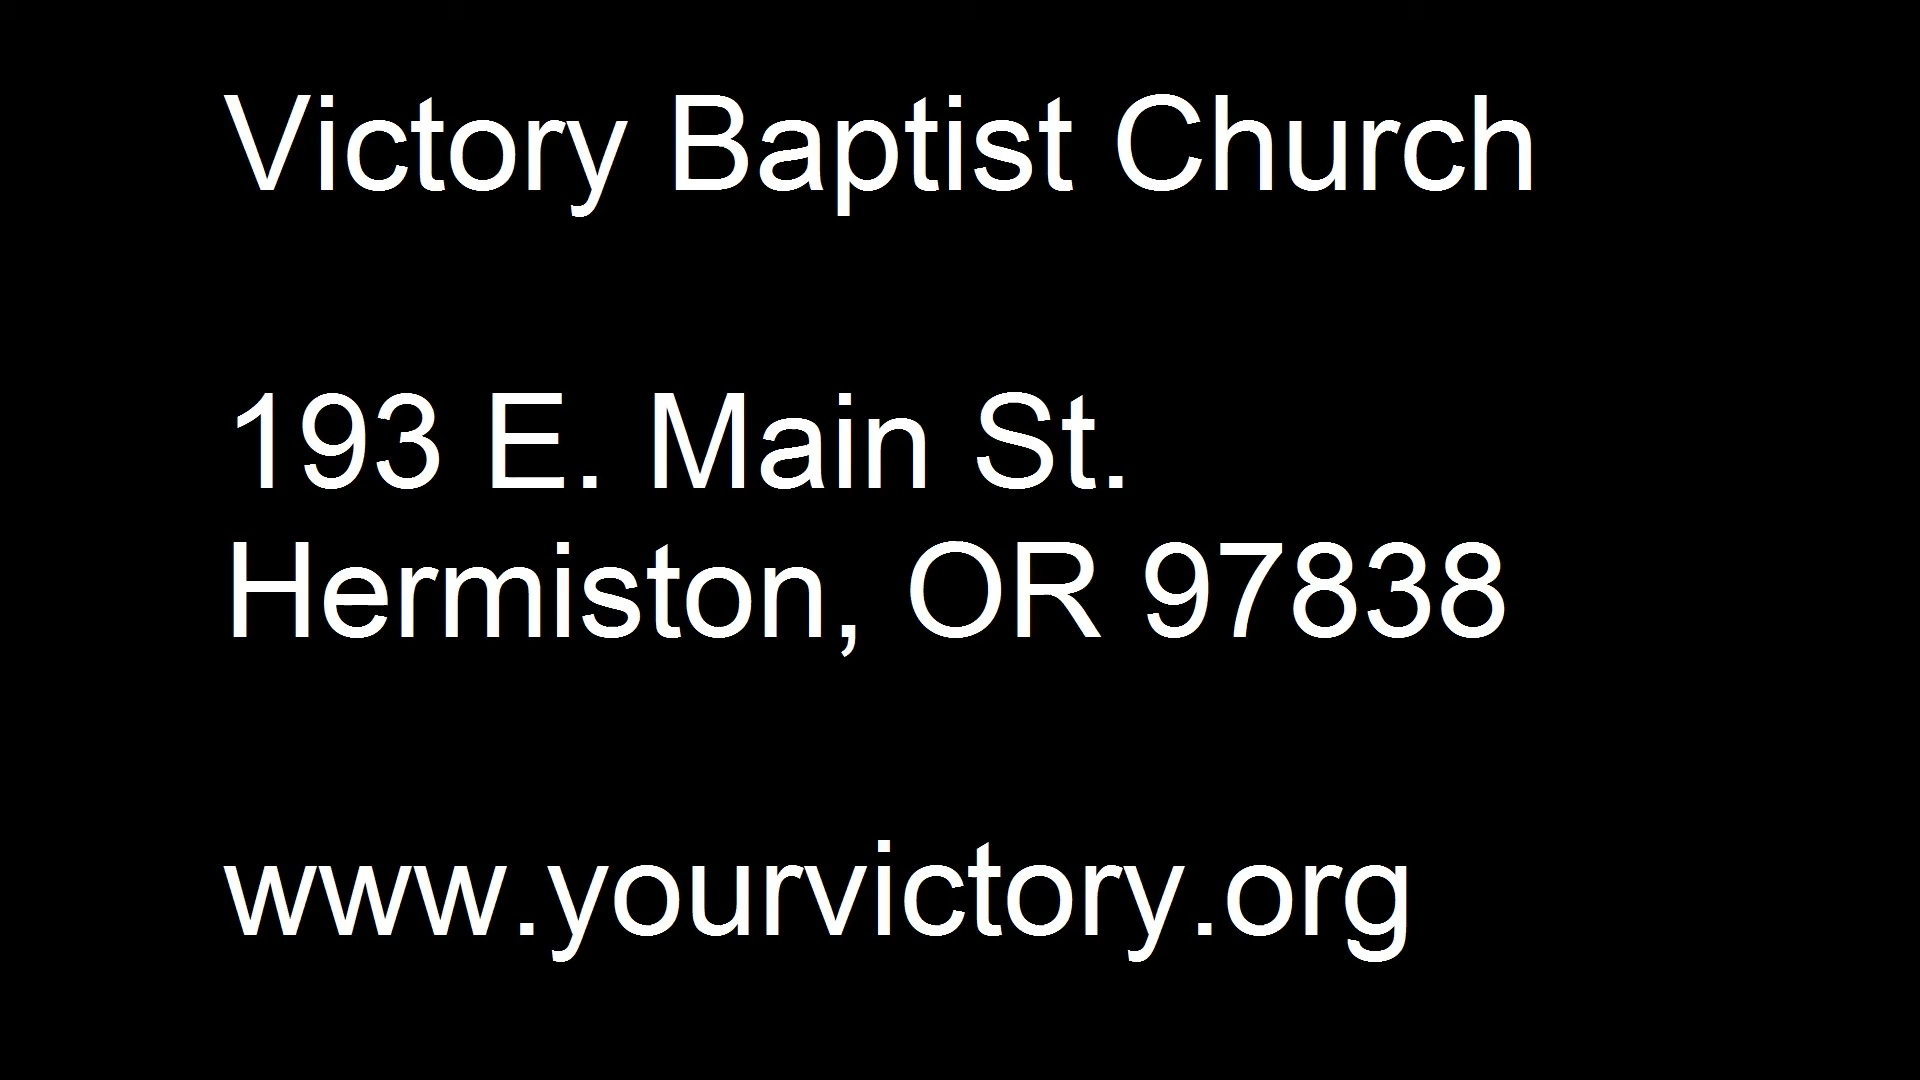 Victory Baptist Church
193 E. Main St.
Hermiston, OR 97838
www.yourvictory.org